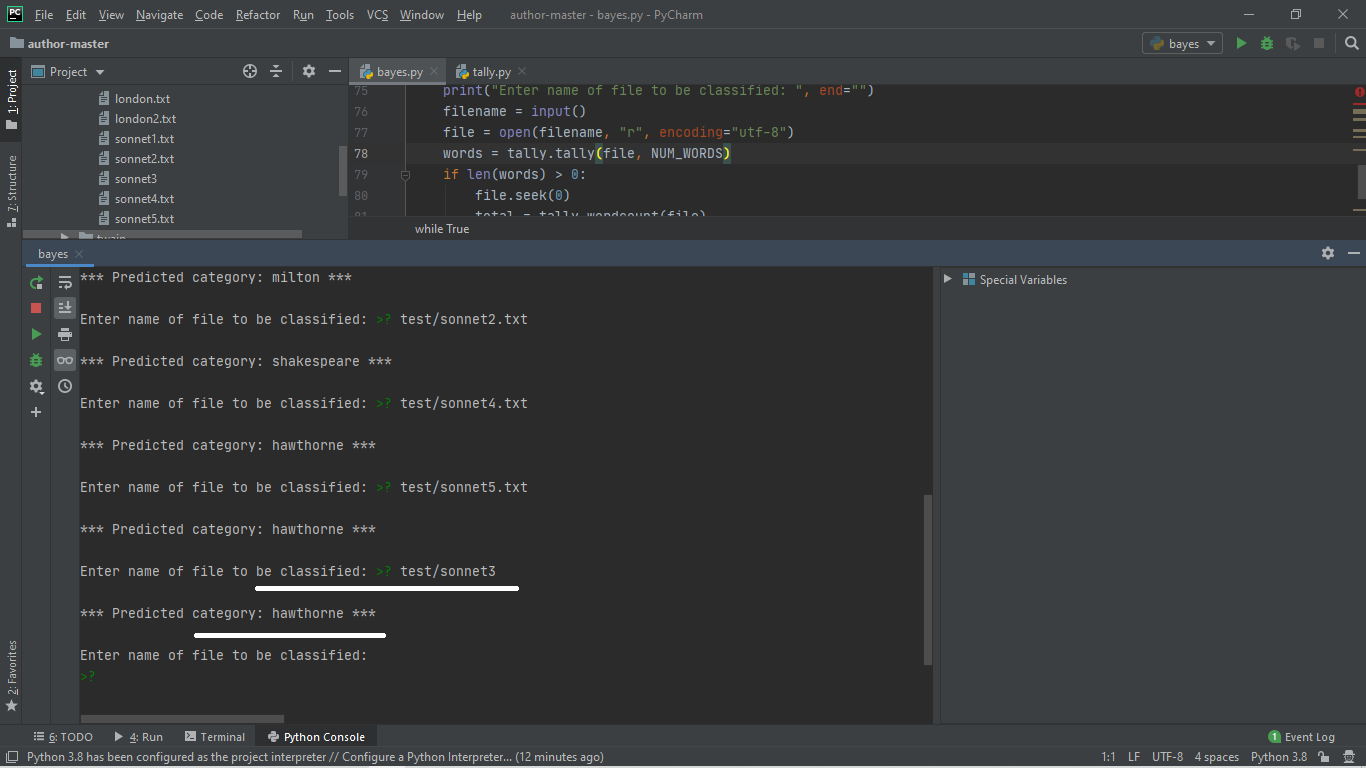 PC File Edit View Navigate Code Refactor Run Tools VCS Window Help author-master - bayes.py - PyCharm
author-master bayes
1: Project
7: Structure
2: Favorites
Project
london.txt
london2.txt
sonnet1.txt
sonnet2.txt
sonnet3
sonnet4.txt
sonnet5.txt
twain
bayes.py tally.py
75 print("Enter name of file to be classified: ", end="")
76 filename = input()
77 file = open(filename, "r", encoding="utf-8")
78 words = tally.tally(file, NUM_WORDS)
79 if len(words) > 0:
80 file.seek(0)
81 total = tally.wordcount(file)
while True
bayes
*** Predicted category: milton ***
Enter name of file to be classified: >? test/sonnet2.txt
*** Predicted category: shakespeare ***
Enter name of file to be classified: >? test/sonnet4.txt
*** Predicted category: hawthorne ***
Enter name of file to be classified: >? test/sonnet5.txt
*** Predicted category: hawthorne ***
Enter name of file to be classified: >? test/sonnet3
*** Predicted category: hawthorne ***
Enter name of file to be classified:
>?
Special Variables
6: TODO 4: Run Terminal Python Console 1 Event Log
Python 3.8 has been configured as the project interpreter // Configure a Python Interpreter... (12 minutes ago) 1:1 LF UTF-8 4 spaces Python 3.8